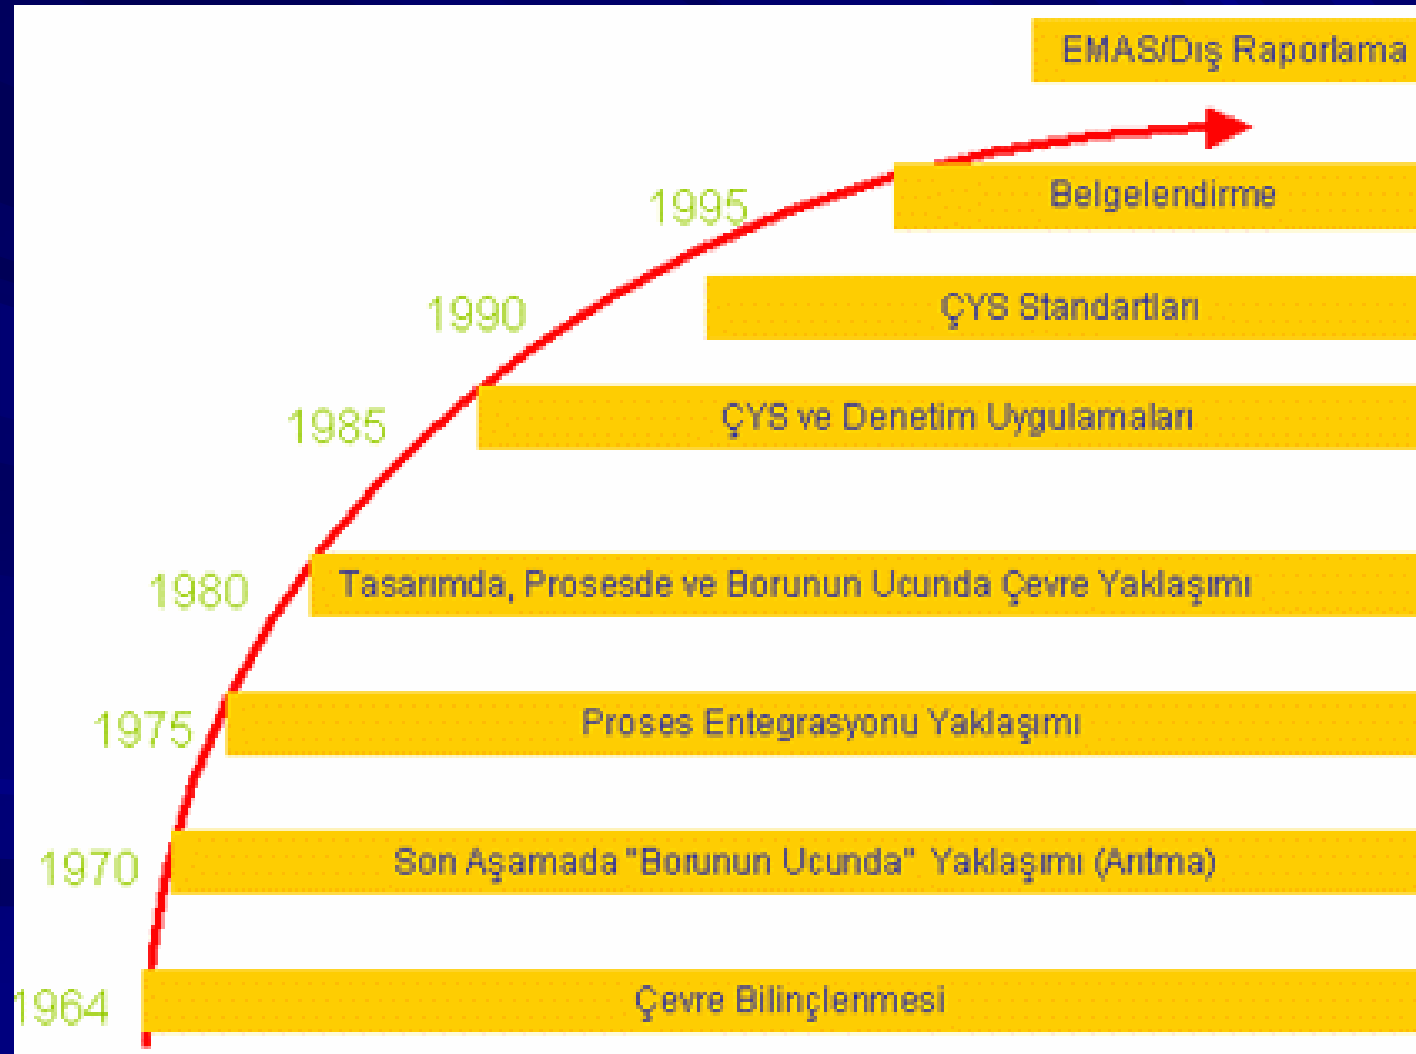 EMAS/Dış Raporlama
1995
Belgelendirme
1990
ÇYS Standartları
1985
ÇYS ve Denetim Uygulamaları
1980
Tasarımda, Prosesde ve Borunun Ucunda Çevre Yaklaşımı
1975
Proses Entegrasyonu Yaklaşımı
1970
Son Aşamada "Borunun Ucunda" Yaklaşımı (Arıtma)
1964
Çevre Bilinçlenmesi